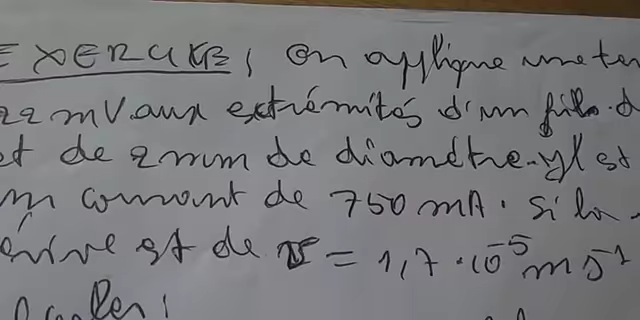 EXERCICE, on applique une ten
22 mV aux extrémités d'un fil d
et de 2 mm de diamètre. Il est
un courant de 750 mA. Si la
érive est de v = 1,7 · 10⁻⁵ m s⁻¹